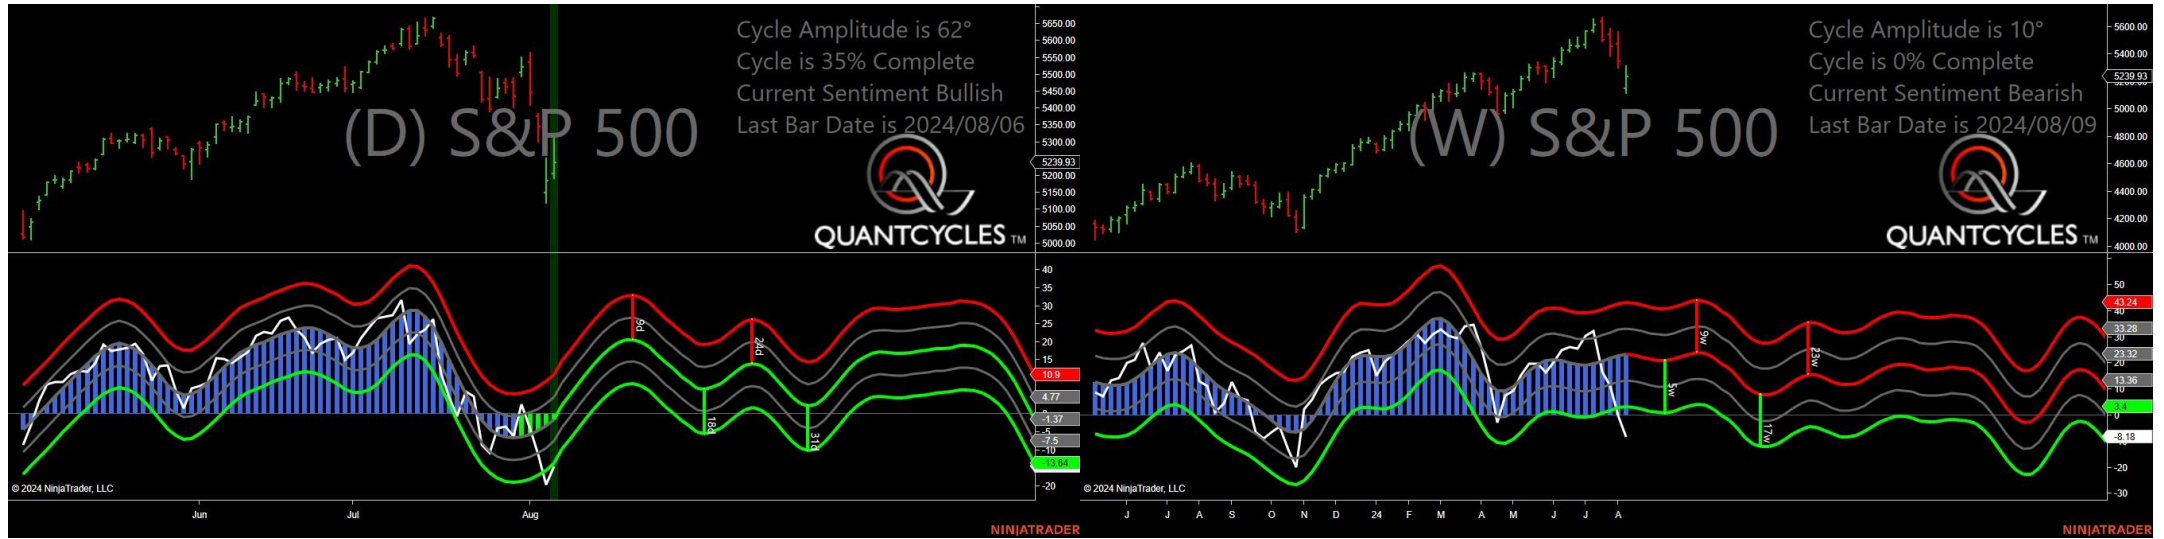 Cycle Amplitude is 62°
Cycle is 35% Complete
Current Sentiment Bullish
Last Bar Date is 2024/08/06
(D) S&P 500
QUANTCYCLES TM
5650.00
5600.00
5550.00
5500.00
5450.00
5400.00
5350.00
5300.00
5239.93
5200.00
5150.00
5100.00
5050.00
5000.00
40
35
30
25
20
15
10.9
4.77
-1.37
-5
-7.5
-10
-13.64
-20
9d
24d
18d
31d
© 2024 NinjaTrader, LLC
Jun
Jul
Aug
NINJATRADER
Cycle Amplitude is 10°
Cycle is 0% Complete
Current Sentiment Bearish
Last Bar Date is 2024/08/09
(W) S&P 500
QUANTCYCLES TM
5600.00
5400.00
5239.93
5000.00
4800.00
4600.00
4400.00
4200.00
4000.00
50
43.24
40
33.28
30
23.32
13.36
10
3.4
0
-8.18
-20
-30
9w
23w
5w
17w
© 2024 NinjaTrader, LLC
J J A S O N D 24 F M A M J J A
NINJATRADER